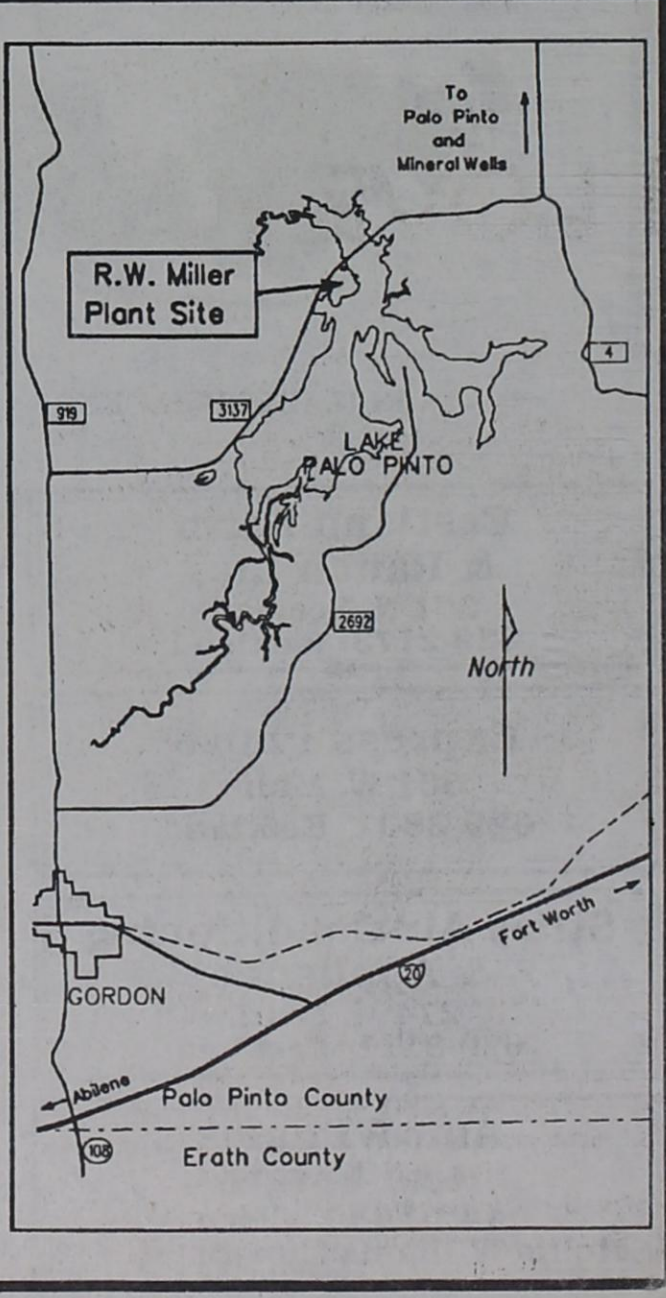 To
Palo Pinto
and
Mineral Wells
R.W. Miller
Plant Site
4
919
3137
LAKE
PALO PINTO
2692
North
Fort Worth
20
GORDON
Abilene
Palo Pinto County
108
Erath County